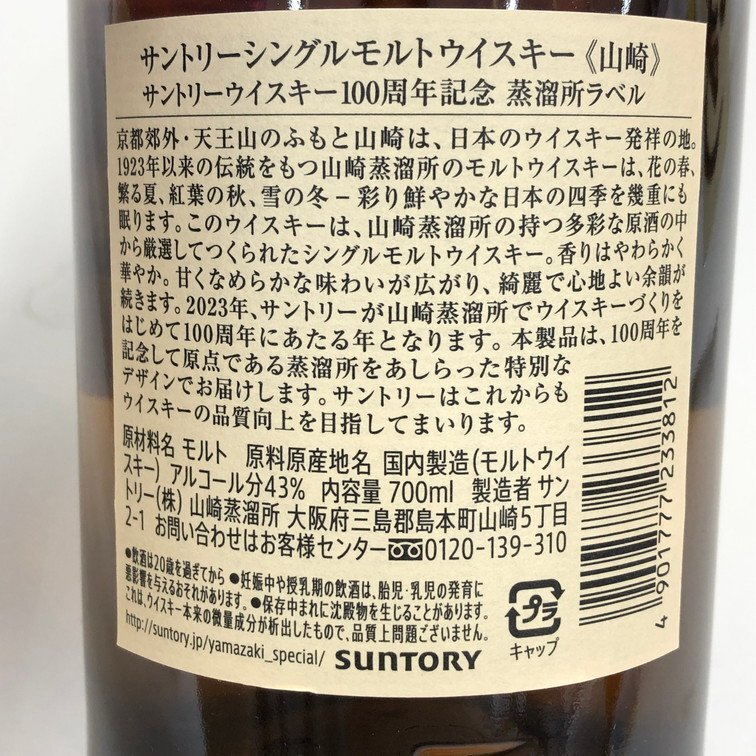 サントリーシングルモルトウイスキー《山崎》
サントリーウイスキー100周年記念 蒸溜所ラベル
京都郊外・天王山のふもと山崎は、日本のウイスキー発祥の地。
1923年以来の伝統をもつ山崎蒸溜所のモルトウイスキーは、花の春、
繁る夏、紅葉の秋、雪の冬－彩り鮮やかな日本の四季を幾重にも
眠ります。このウイスキーは、山崎蒸溜所の持つ多彩な原酒の中
から厳選してつくられたシングルモルトウイスキー。香りはやわらかく
華やか。甘くなめらかな味わいが広がり、綺麗で心地よい余韻が
続きます。2023年、サントリーが山崎蒸溜所でウイスキーづくりを
はじめて100周年にあたる年となります。本製品は、100周年を
記念して原点である蒸溜所をあしらった特別な
デザインでお届けします。サントリーはこれからも
ウイスキーの品質向上を目指してまいります。
原材料名 モルト 原料原産地名 国内製造(モルトウイ
スキー) アルコール分43% 内容量 700ml 製造者 サン
トリー(株) 山崎蒸溜所 大阪府三島郡島本町山崎5丁目
2-1 お問い合わせはお客様センター 0120-139-310
●飲酒は20歳を過ぎてから ●妊娠中や授乳期の飲酒は、胎児・乳児の発育に
悪影響を与えるおそれがあります。●保存中まれに沈殿物を生じることがあります。
これは、ウイスキー本来の微量成分が析出したもので、品質上問題ございません。
http://suntory.jp/yamazaki_special/ SUNTORY
プラ
キャップ
4 901777 233812